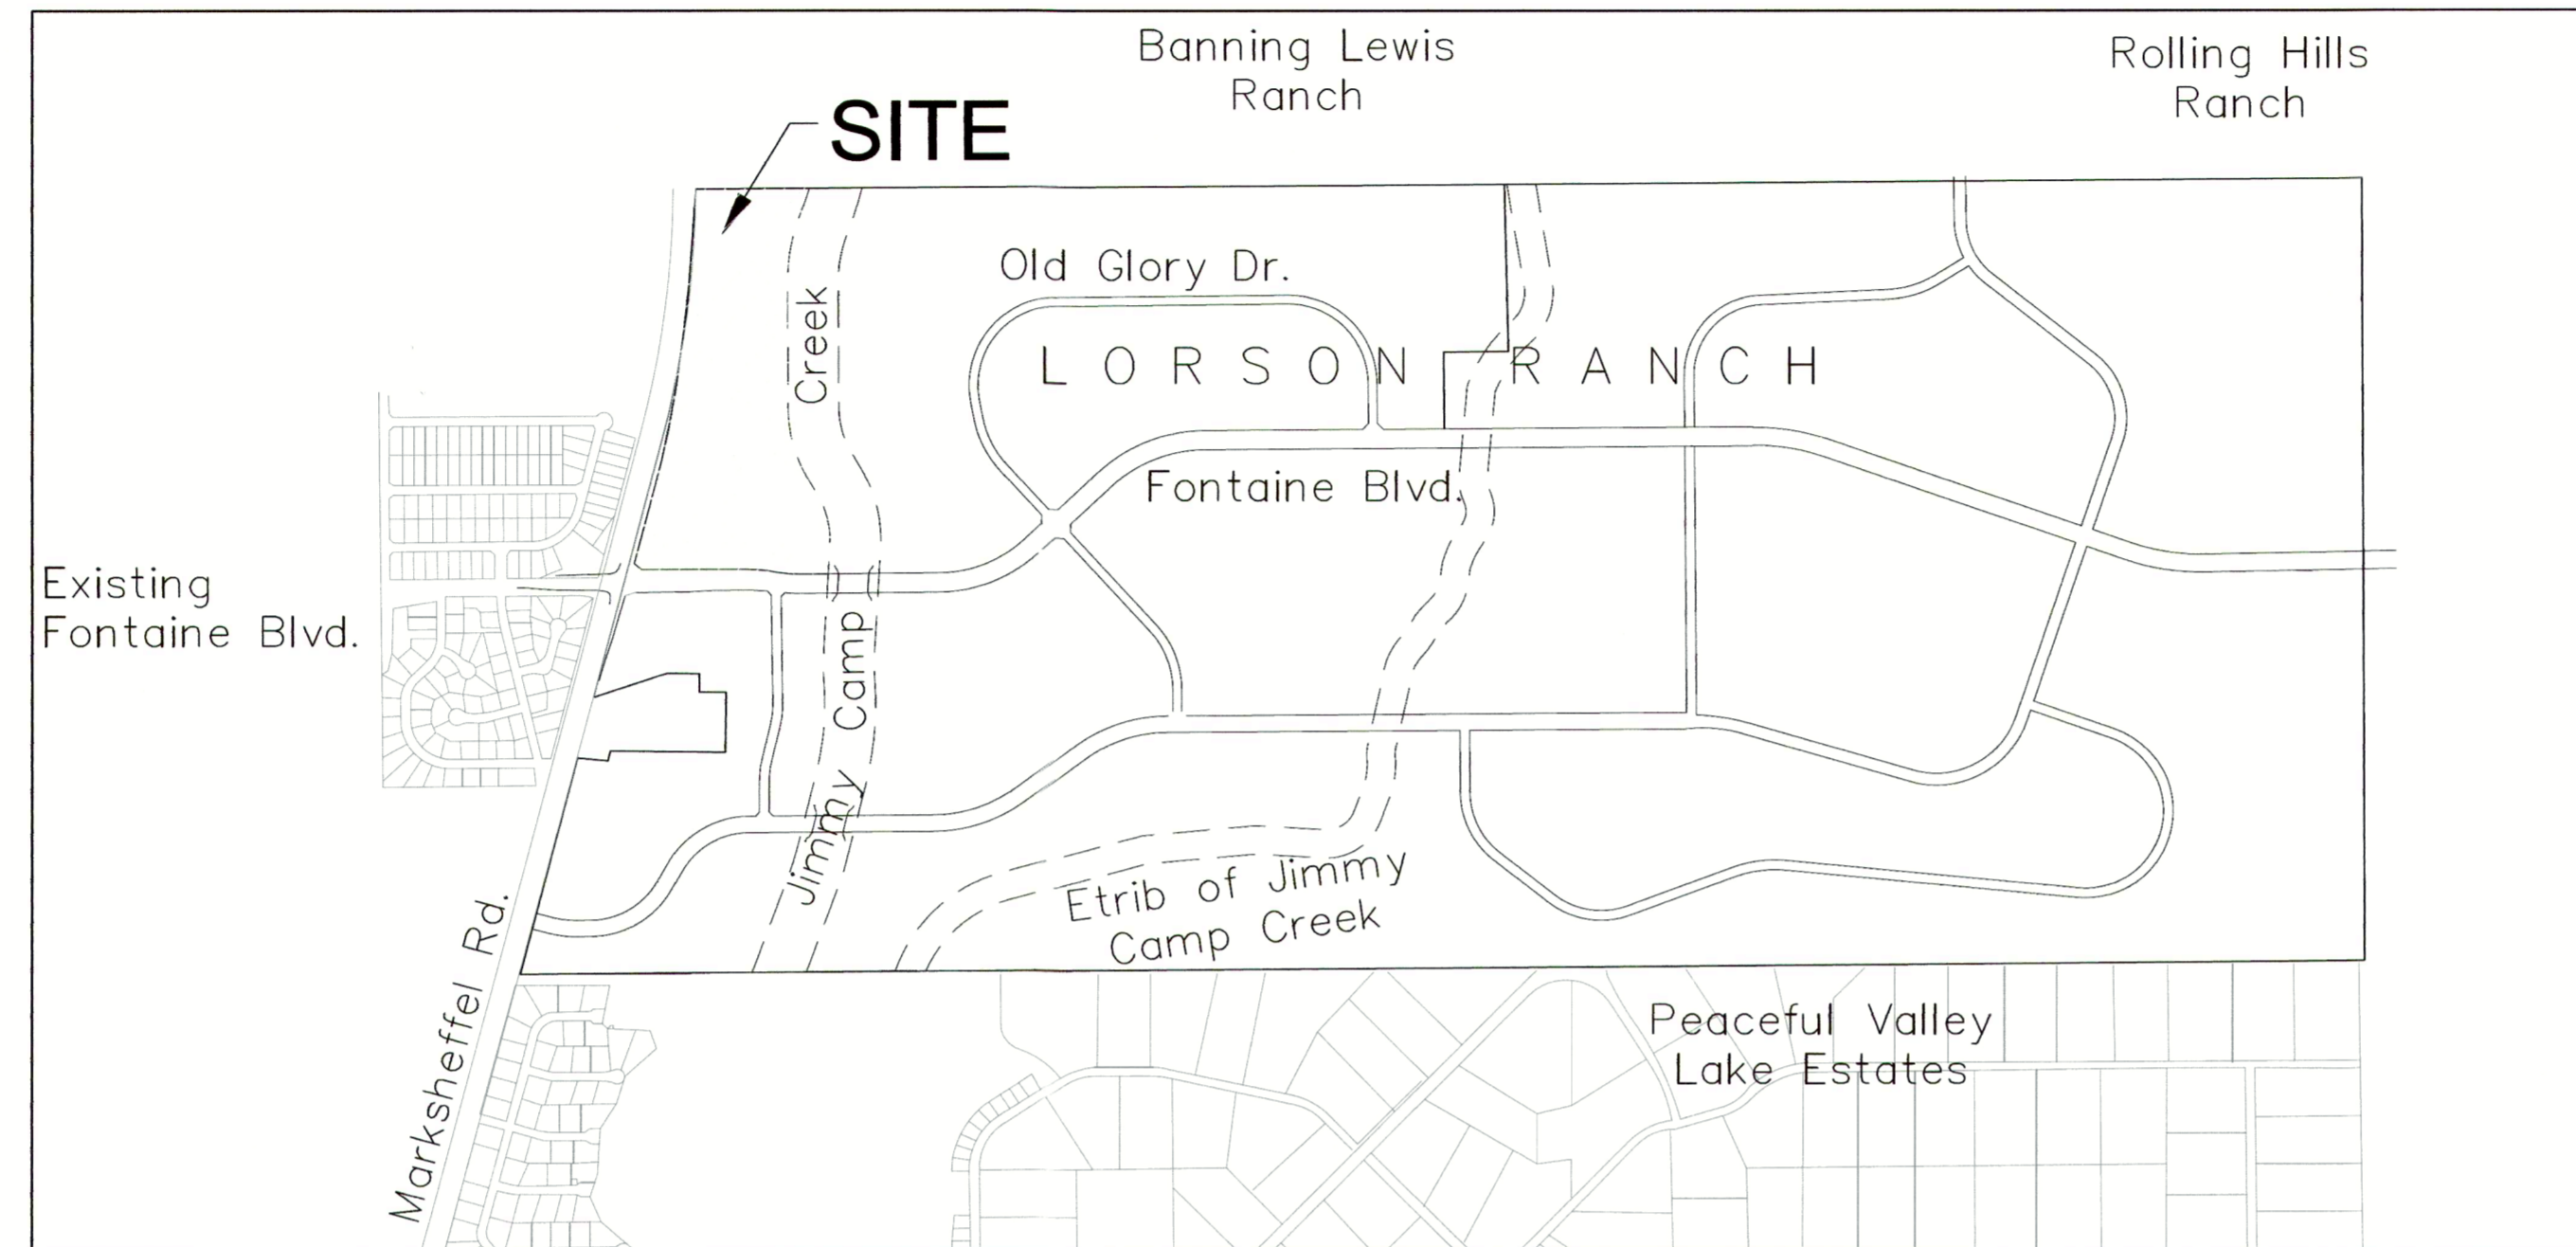 Banning Lewis
Ranch
Rolling Hills
Ranch
SITE
Old Glory Dr.
Creek
LORSON RANCH
Fontaine Blvd.
Existing
Fontaine Blvd.
Jimmy Camp
Etrib of Jimmy
Camp Creek
Marksheffel Rd.
Peaceful Valley
Lake Estates